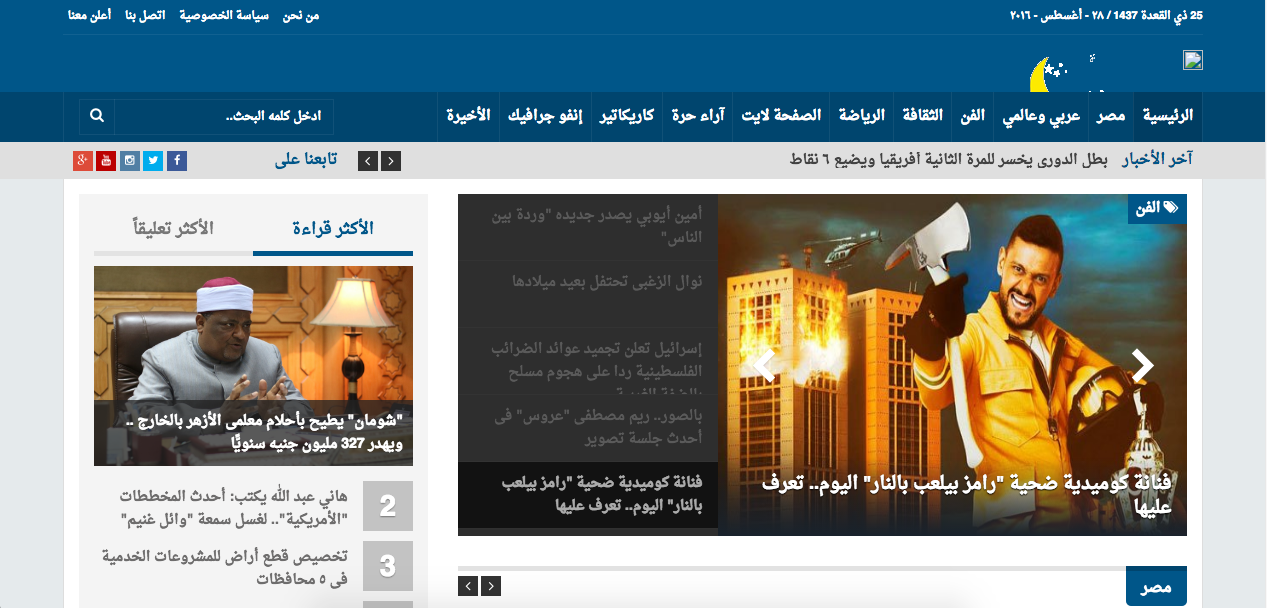 25 ذي القعدة 1437 / ٢٨ - أغسطس - ٢٠١٦
من نحن
سياسة الخصوصية
اتصل بنا
أعلن معنا
الرئيسية
مصر
عربي وعالمي
الفن
الثقافة
الرياضة
الصفحة لايت
آراء حرة
كاريكاتير
إنفو جرافيك
الأخيرة
ادخل كلمه البحث..
آخر الأخبار
بطل الدورى يخسر للمرة الثانية أفريقيا ويضيع ٦ نقاط
تابعنا على
الفن
فنانة كوميدية ضحية "رامز بيلعب بالنار" اليوم.. تعرف
عليها
أمين أيوبي يصدر جديده "وردة بين
الناس"
نوال الزغبى تحتفل بعيد ميلادها
إسرائيل تعلن تجميد عوائد الضرائب
الفلسطينية ردا على هجوم مسلح
بالصور.. ريم مصطفى "عروس" فى
أحدث جلسة تصوير
فنانة كوميدية ضحية "رامز بيلعب
بالنار" اليوم.. تعرف عليها
الأكثر قراءة
الأكثر تعليقاً
"شومان" يطيح بأحلام معلمى الأزهر بالخارج ..
ويهدر 327 مليون جنيه سنويًّا
2
هاني عبد الله يكتب: أحدث المخططات
"الأمريكية".. لغسل سمعة "وائل غنيم"
3
تخصيص قطع أراض للمشروعات الخدمية
فى ٥ محافظات
مصر